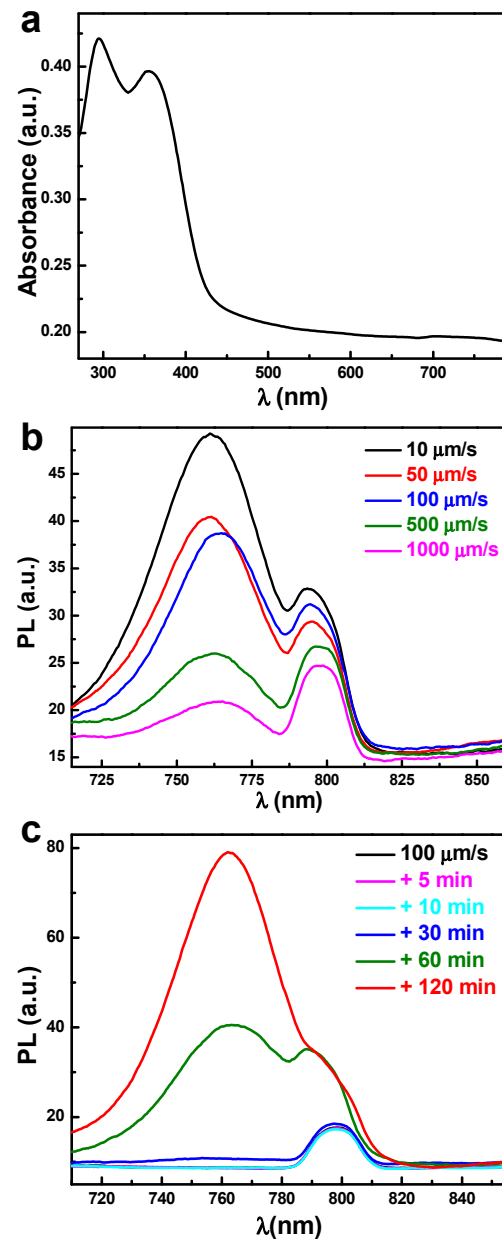 a
0.40
0.35
0.30
0.25
0.20
Absorbance (a.u.)
300 400 500 600 700
λ (nm)
b
10 μm/s
50 μm/s
100 μm/s
500 μm/s
1000 μm/s
45
40
35
30
25
20
15
PL (a.u.)
725 750 775 800 825 850
λ (nm)
c
100 μm/s
+ 5 min
+ 10 min
+ 30 min
+ 60 min
+ 120 min
80
60
40
20
PL (a.u.)
720 740 760 780 800 820 840
λ(nm)